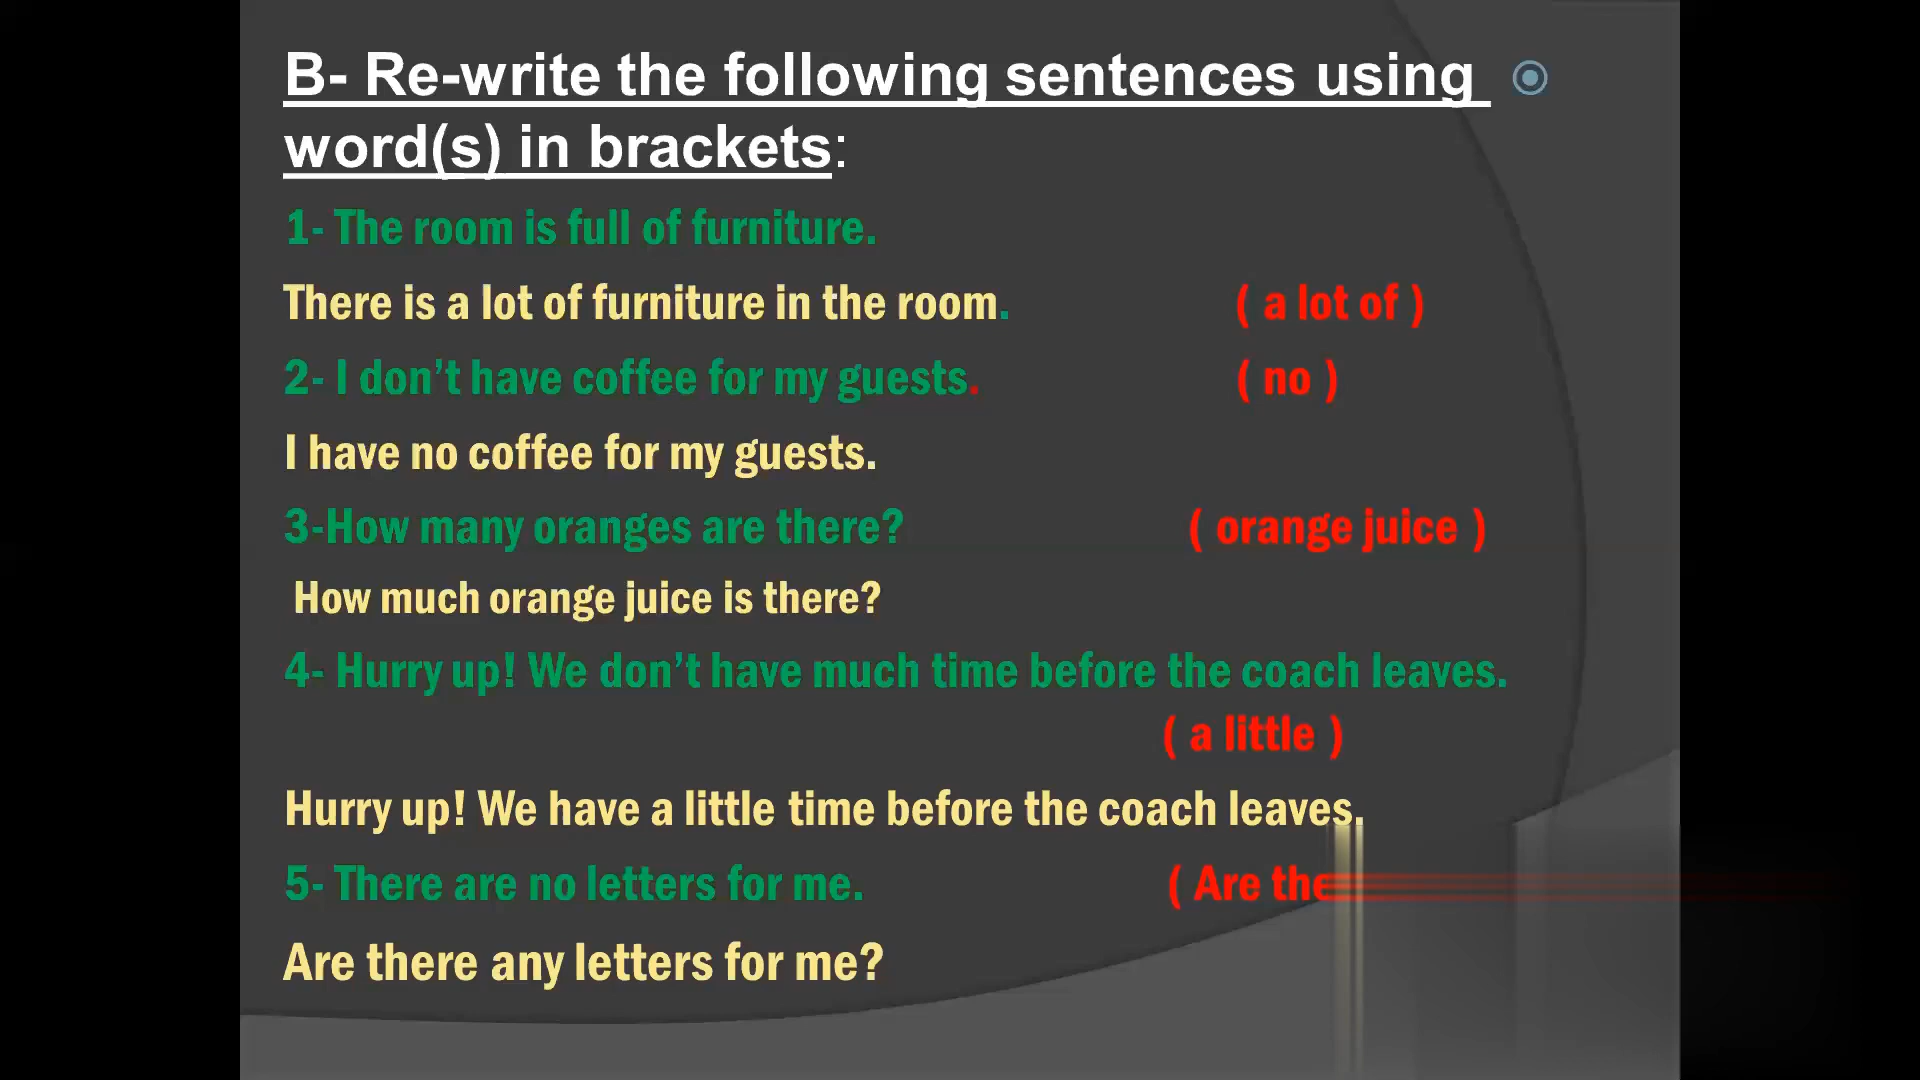 B- Re-write the following sentences using
word(s) in brackets:
1- The room is full of furniture.
There is a lot of furniture in the room. ( a lot of )
2- I don’t have coffee for my guests. ( no )
I have no coffee for my guests.
3-How many oranges are there? ( orange juice )
How much orange juice is there?
4- Hurry up! We don’t have much time before the coach leaves.
( a little )
Hurry up! We have a little time before the coach leaves.
5- There are no letters for me. ( Are
Are there any letters for me?